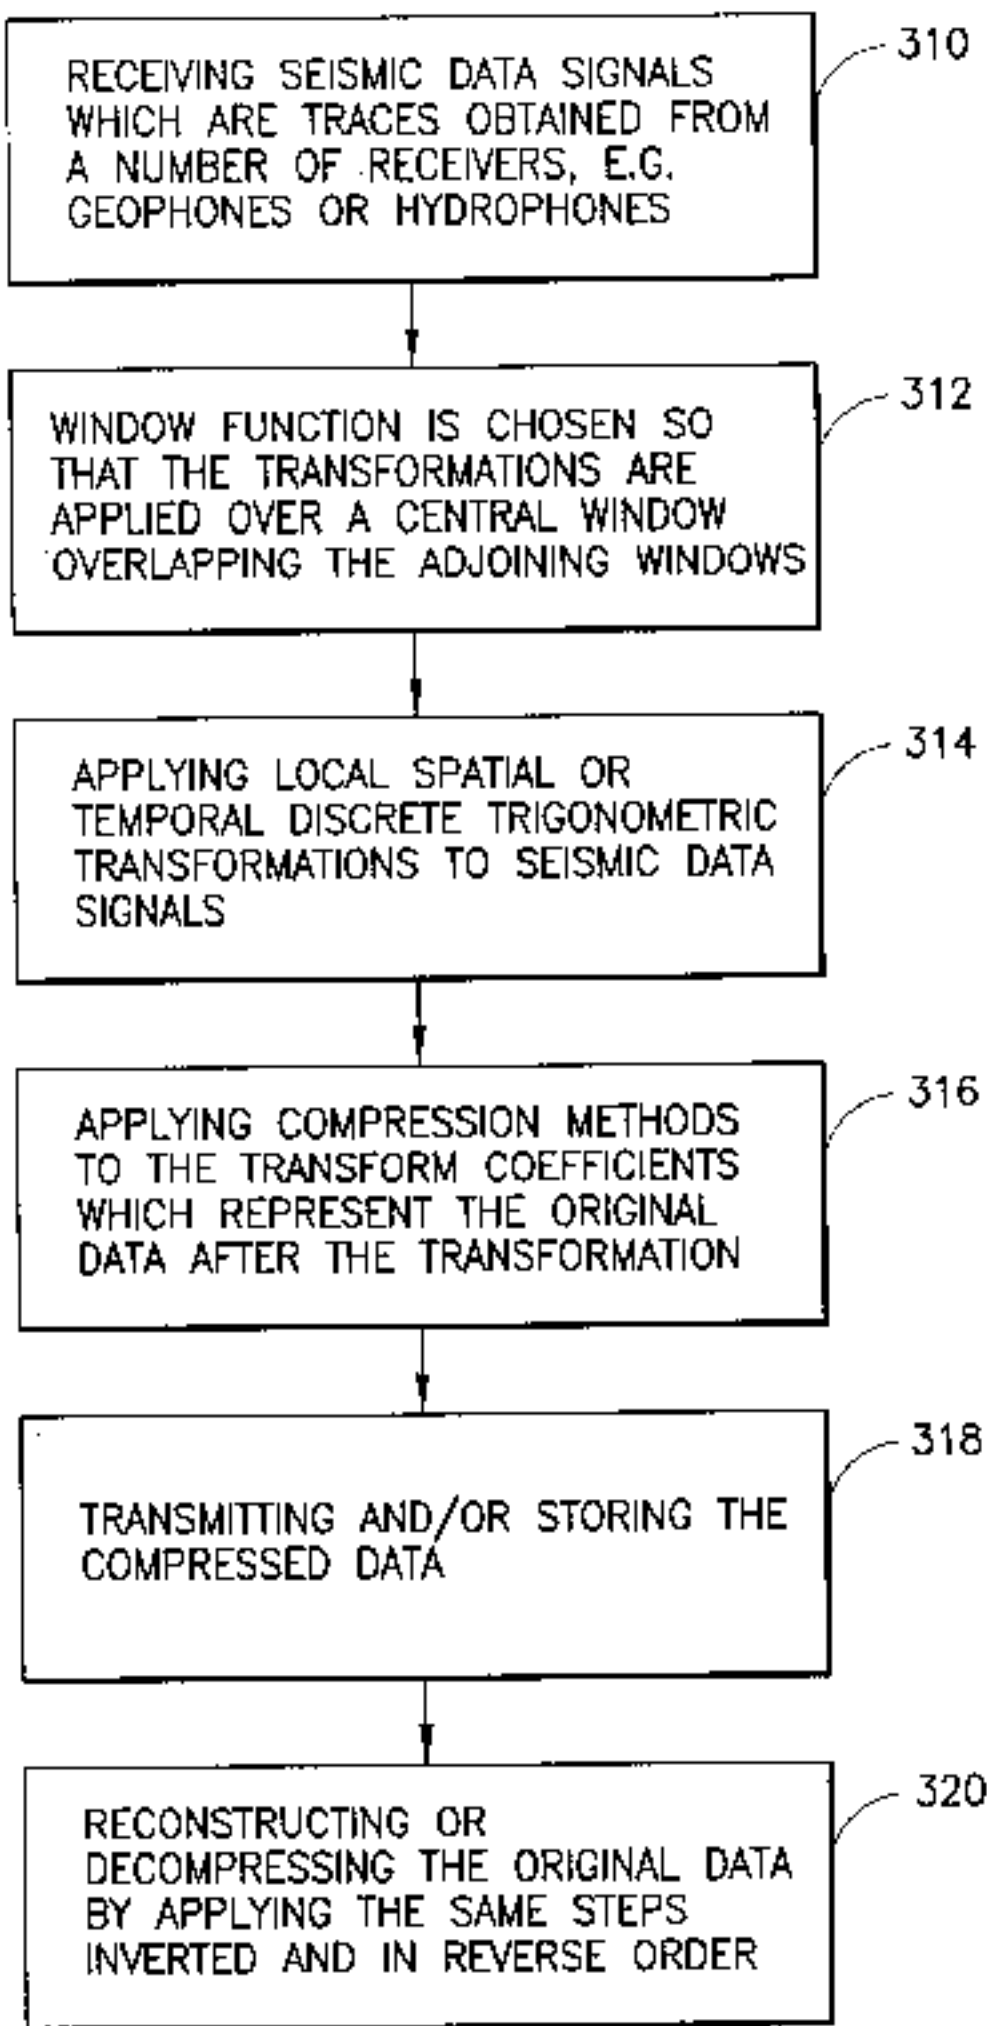 310
RECEIVING SEISMIC DATA SIGNALS
WHICH ARE TRACES OBTAINED FROM
A NUMBER OF RECEIVERS, E.G.
GEOPHONES OR HYDROPHONES
312
WINDOW FUNCTION IS CHOSEN SO
THAT THE TRANSFORMATIONS ARE
APPLIED OVER A CENTRAL WINDOW
OVERLAPPING THE ADJOINING WINDOWS
314
APPLYING LOCAL SPATIAL OR
TEMPORAL DISCRETE TRIGONOMETRIC
TRANSFORMATIONS TO SEISMIC DATA
SIGNALS
316
APPLYING COMPRESSION METHODS
TO THE TRANSFORM COEFFICIENTS
WHICH REPRESENT THE ORIGINAL
DATA AFTER THE TRANSFORMATION
318
TRANSMITTING AND/OR STORING THE
COMPRESSED DATA
320
RECONSTRUCTING OR
DECOMPRESSING THE ORIGINAL DATA
BY APPLYING THE SAME STEPS
INVERTED AND IN REVERSE ORDER